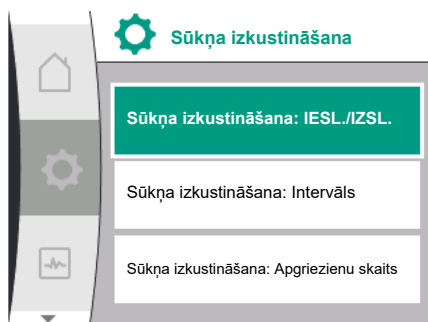 Sūkņa izkustināšana
Sūkņa izkustināšana: IESL./IZSL.
Sūkņa izkustināšana: Intervāls
Sūkņa izkustināšana: Apgriezienu skaits